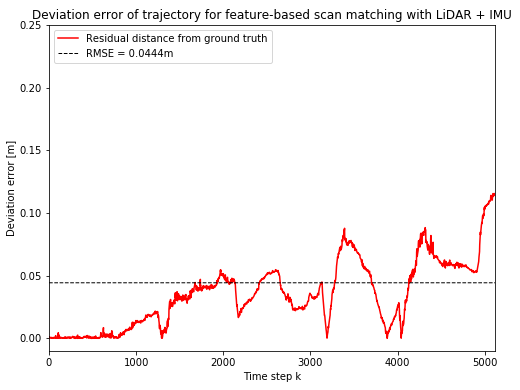 Deviation error of trajectory for feature-based scan matching with LiDAR + IMU
Residual distance from ground truth
RMSE = 0.0444m
0.25
0.20
0.15
0.10
0.05
0.00
Deviation error [m]
0
1000
2000
3000
4000
5000
Time step k